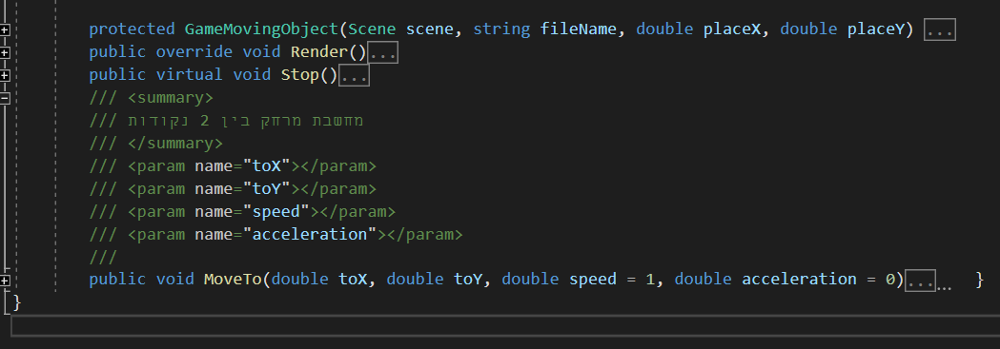 protected GameMovingObject(Scene scene, string fileName, double placeX, double placeY) ...
public override void Render()...
public virtual void Stop()...
/// <summary>
/// מחשבת מרחק בין 2 נקודות
/// </summary>
/// <param name="toX"></param>
/// <param name="toY"></param>
/// <param name="speed"></param>
/// <param name="acceleration"></param>
///
public void MoveTo(double toX, double toY, double speed = 1, double acceleration = 0)... ... }
}